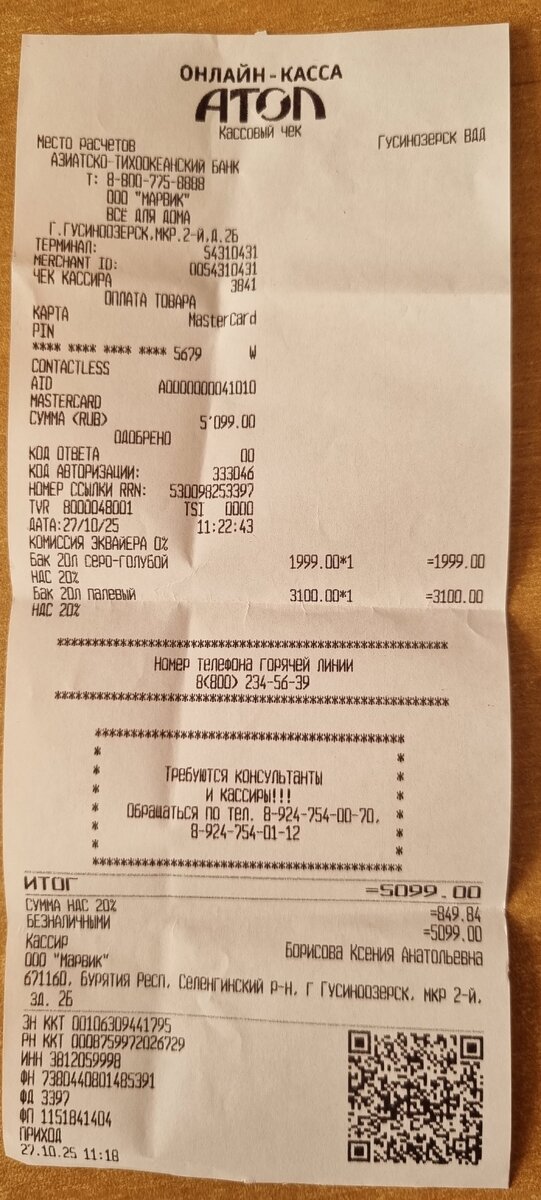 ОНЛАЙН-КАССА
АТОЛ
Кассовый чек
Место расчетов Гусинозерск ВДД
АЗИАТСКО-ТИХООКЕАНСКИЙ БАНК
Т: 8-800-775-8888
ООО "МАРВИК"
ВСЕ ДЛЯ ДОМА
Г.ГУСИНООЗЕРСК,МКР.2-Й,Д.2Б
ТЕРМИНАЛ: 54310431
MERCHANT ID: 0054310431
ЧЕК КАССИРА 3841
ОПЛАТА ТОВАРА
КАРТА MasterCard
PIN
**** **** **** **** 5679 W
CONTACTLESS
AID A0000000041010
MASTERCARD
СУММА (RUB) 5'099.00
ОДОБРЕНО
КОД ОТВЕТА 00
КОД АВТОРИЗАЦИИ: 333046
НОМЕР ССЫЛКИ RRN: 530098253397
TVR 8000048001 TSI 0000
ДАТА:27/10/25 11:22:43
КОМИССИЯ ЭКВАЙЕРА 0%
Бак 20л серо-голубой 1999.00*1 =1999.00
НДС 20%
Бак 20л палевый 3100.00*1 =3100.00
НДС 20%
Номер телефона горячей линии
8(800) 234-56-39
Требуются консультанты
и кассиры!!!
Обращаться по тел. 8-924-754-00-70,
8-924-754-01-12
ИТОГ =5099.00
СУММА НДС 20% =849.84
БЕЗНАЛИЧНЫМИ =5099.00
Кассир Борисова Ксения Анатольевна
ООО "Марвик"
671160, Бурятия Респ, Селенгинский р-н, Г Гусиноозерск, мкр 2-й,
зд. 2Б
ЗН ККТ 00106309441795
РН ККТ 0008759972026729
ИНН 3812059998
ФН 7380440801485391
ФД 3397
ФП 1151841404
ПРИХОД
27.10.25 11:18